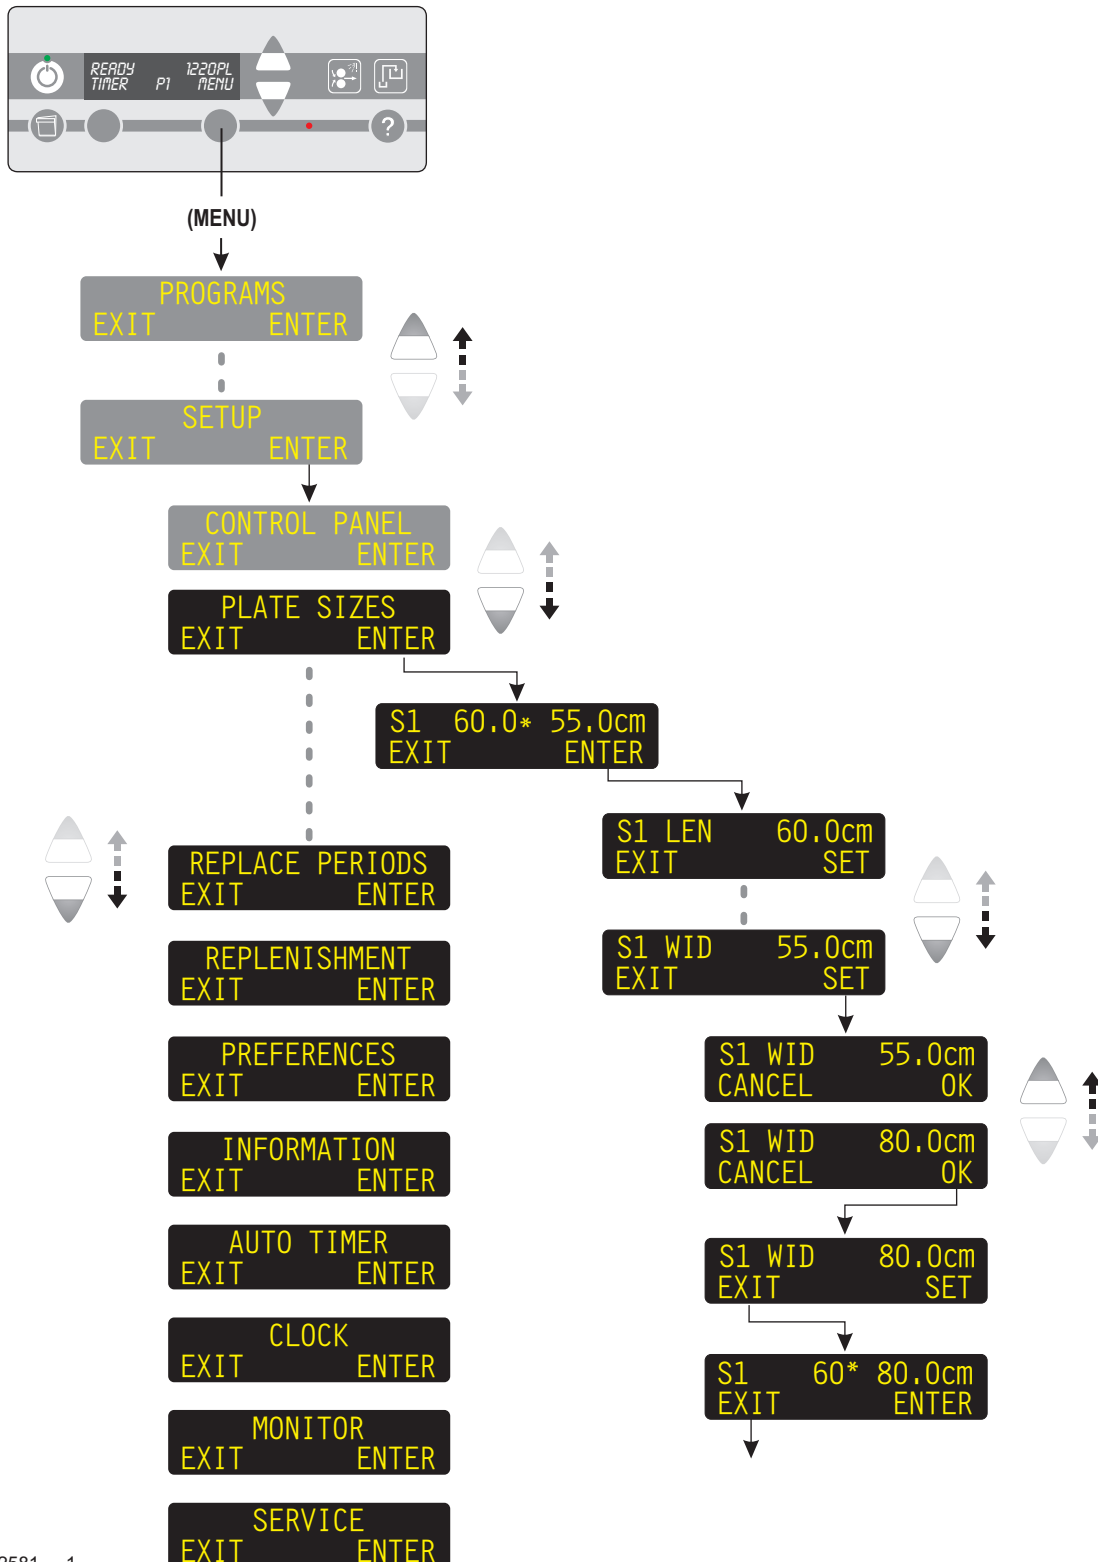 READY 1220PL
TIMER P1 MENU
?
(MENU)
PROGRAMS
EXIT ENTER
SETUP
EXIT ENTER
CONTROL PANEL
EXIT ENTER
PLATE SIZES
EXIT ENTER
S1 60.0* 55.0cm
EXIT ENTER
S1 LEN 60.0cm
EXIT SET
S1 WID 55.0cm
EXIT SET
S1 WID 55.0cm
CANCEL OK
S1 WID 80.0cm
CANCEL OK
S1 WID 80.0cm
EXIT SET
S1 60* 80.0cm
EXIT ENTER
REPLACE PERIODS
EXIT ENTER
REPLENISHMENT
EXIT ENTER
PREFERENCES
EXIT ENTER
INFORMATION
EXIT ENTER
AUTO TIMER
EXIT ENTER
CLOCK
EXIT ENTER
MONITOR
EXIT ENTER
SERVICE
EXIT ENTER